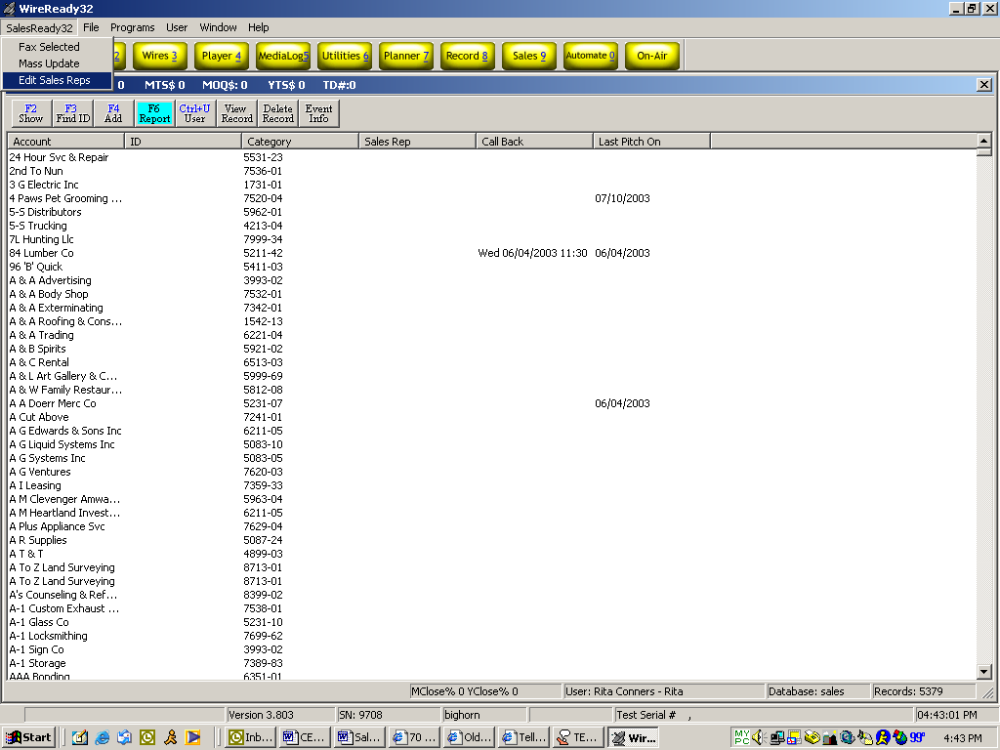 WireReady32
SalesReady32 File Programs User Window Help
Fax Selected
Mass Update
Edit Sales Reps
2 Wires 3 Player 4 MediaLog5 Utilities 6 Planner 7 Record 8 Sales 9 Automate 0 On-Air
0 MTS$ 0 MOQ$: 0 YTS$ 0 TD#:0
F2 Show F3 Find ID F4 Add F6 Report Ctrl+U User View Record Delete Record Event Info
Account ID Category Sales Rep Call Back Last Pitch On
24 Hour Svc & Repair 5531-23
2nd To Nun 7536-01
3 G Electric Inc 1731-01
4 Paws Pet Grooming ... 7520-04 07/10/2003
5-S Distributors 5962-01
5-S Trucking 4213-04
7L Hunting Llc 7999-34
84 Lumber Co 5211-42 Wed 06/04/2003 11:30 06/04/2003
96 'B' Quick 5411-03
A & A Advertising 3993-02
A & A Body Shop 7532-01
A & A Exterminating 7342-01
A & A Roofing & Cons... 1542-13
A & A Trading 6221-04
A & B Spirits 5921-02
A & C Rental 6513-03
A & L Art Gallery & C... 5999-69
A & W Family Restaur... 5812-08
A A Doerr Merc Co 5231-07 06/04/2003
A Cut Above 7241-01
A G Edwards & Sons Inc 6211-05
A G Liquid Systems Inc 5083-10
A G Systems Inc 5083-05
A G Ventures 7620-03
A I Leasing 7359-33
A M Clevenger Amwa... 5963-04
A M Heartland Invest... 6211-05
A Plus Appliance Svc 7629-04
A R Supplies 5087-24
A T & T 4899-03
A To Z Land Surveying 8713-01
A To Z Land Surveying 8713-01
A's Counseling & Ref... 8399-02
A-1 Custom Exhaust ... 7538-01
A-1 Glass Co 5231-10
A-1 Locksmithing 7699-62
A-1 Sign Co 3993-02
A-1 Storage 7389-83
AAA Bonding 6351-01
MClose% 0 YClose% 0 User: Rita Conners - Rita Database: sales Records: 5379
Version 3.803 SN: 9708 bighorn Test Serial # , 04:43:01 PM
Start Inb... CE... Sal... 70 ... Old... Tell... TE... Wir... MY PC 99° 4:43 PM